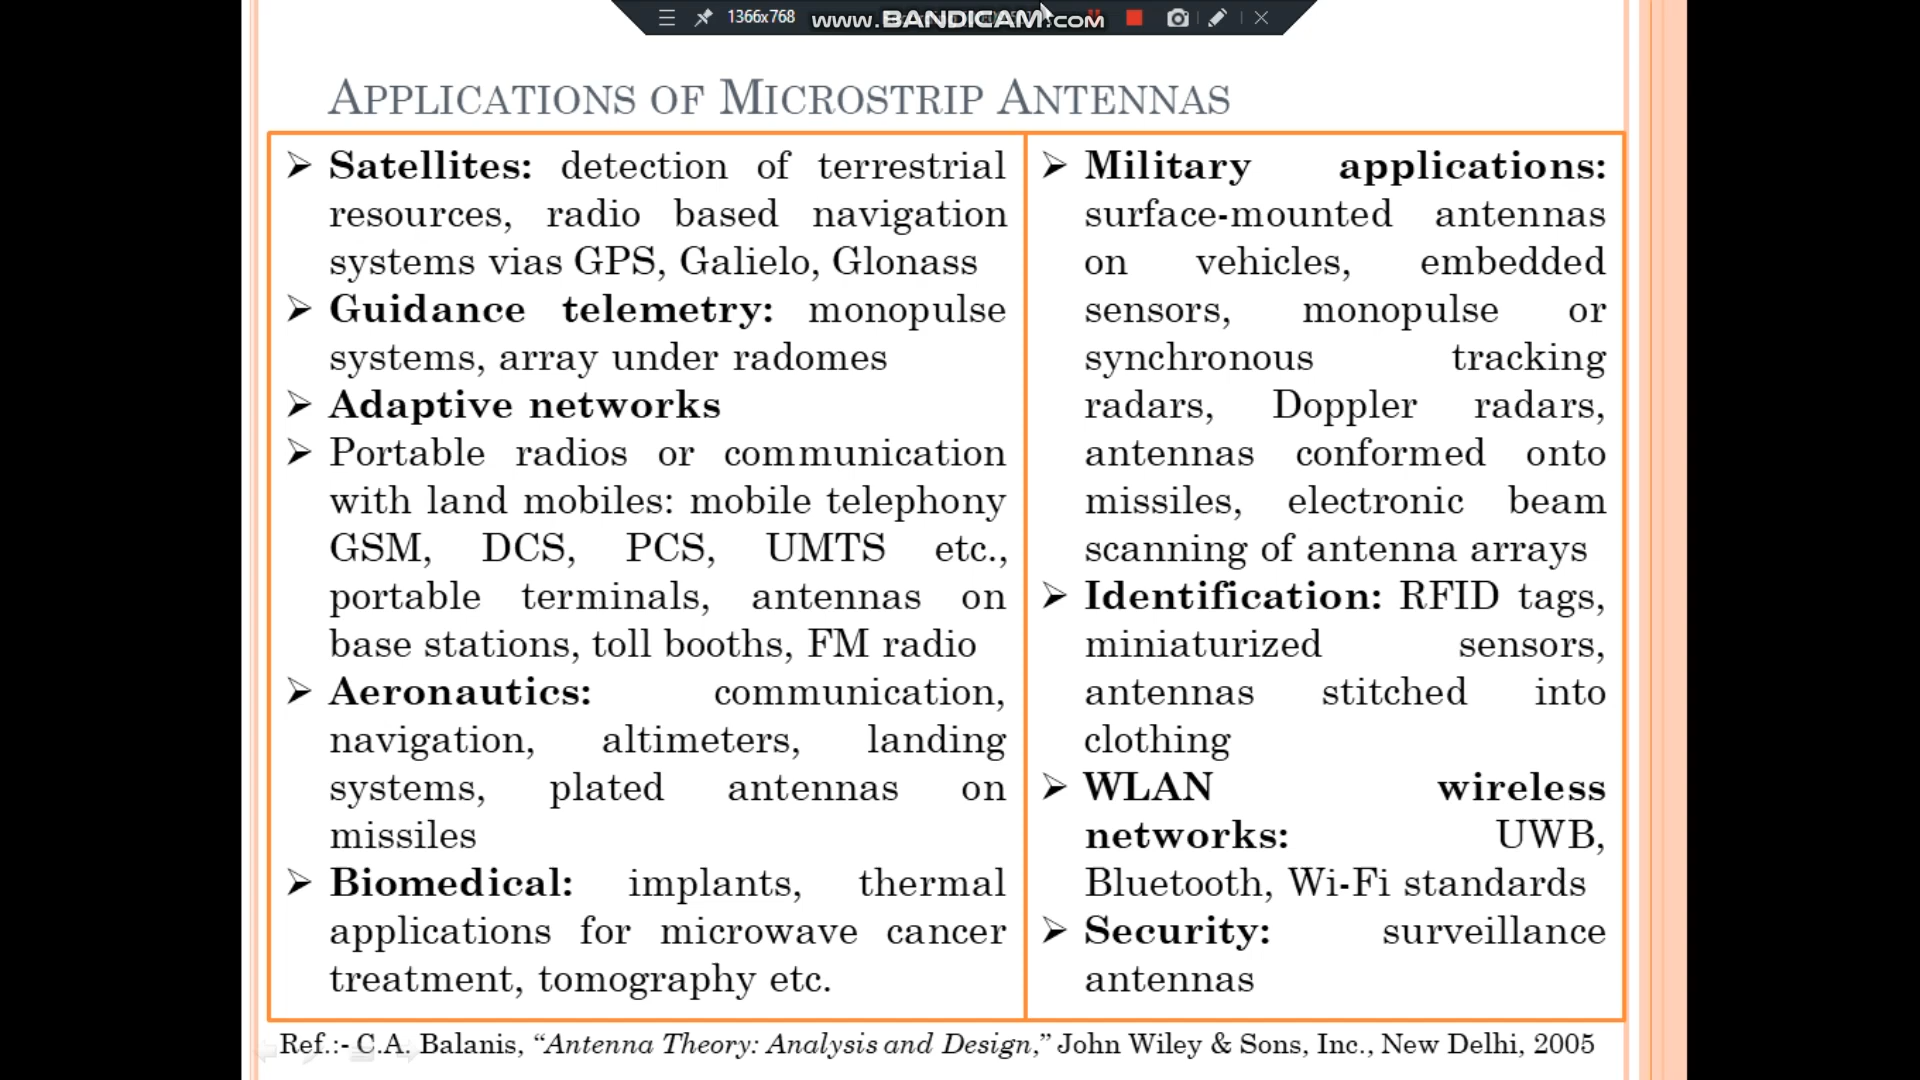 1366x768
www.BANDICAM.com
APPLICATIONS OF MICROSTRIP ANTENNAS
➢ Satellites: detection of terrestrial
resources, radio based navigation
systems vias GPS, Galielo, Glonass
➢ Guidance telemetry: monopulse
systems, array under radomes
➢ Adaptive networks
➢ Portable radios or communication
with land mobiles: mobile telephony
GSM, DCS, PCS, UMTS etc.,
portable terminals, antennas on
base stations, toll booths, FM radio
➢ Aeronautics: communication,
navigation, altimeters, landing
systems, plated antennas on
missiles
➢ Biomedical: implants, thermal
applications for microwave cancer
treatment, tomography etc.
➢ Military applications:
surface-mounted antennas
on vehicles, embedded
sensors, monopulse or
synchronous tracking
radars, Doppler radars,
antennas conformed onto
missiles, electronic beam
scanning of antenna arrays
➢ Identification: RFID tags,
miniaturized sensors,
antennas stitched into
clothing
➢ WLAN wireless
networks: UWB,
Bluetooth, Wi-Fi standards
➢ Security: surveillance
antennas
Ref.:- C.A. Balanis, “Antenna Theory: Analysis and Design,” John Wiley & Sons, Inc., New Delhi, 2005